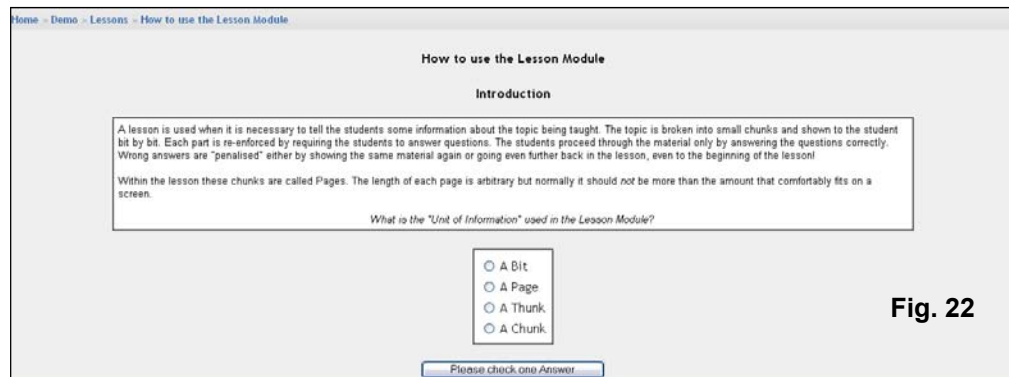 Home » Demo » Lessons » How to use the Lesson Module
How to use the Lesson Module
Introduction
A lesson is used when it is necessary to tell the students some information about the topic being taught. The topic is broken into small chunks and shown to the student
bit by bit. Each part is re-enforced by requiring the students to answer questions. The students proceed through the material only by answering the questions correctly.
Wrong answers are "penalised" either by showing the same material again or going even further back in the lesson, even to the beginning of the lesson!
Within the lesson these chunks are called Pages. The length of each page is arbitrary but normally it should not be more than the amount that comfortably fits on a
screen.
What is the "Unit of Information" used in the Lesson Module?
A Bit
A Page
A Thunk
A Chunk
Fig. 22
Please check one Answer